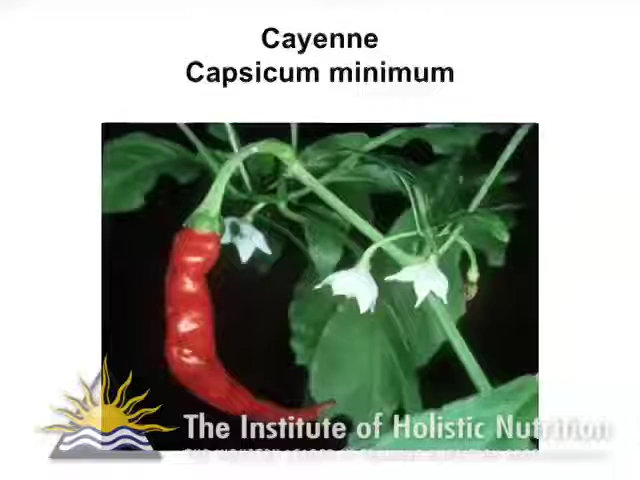 Cayenne
Capsicum minimum
The Institute of Holistic Nutrition